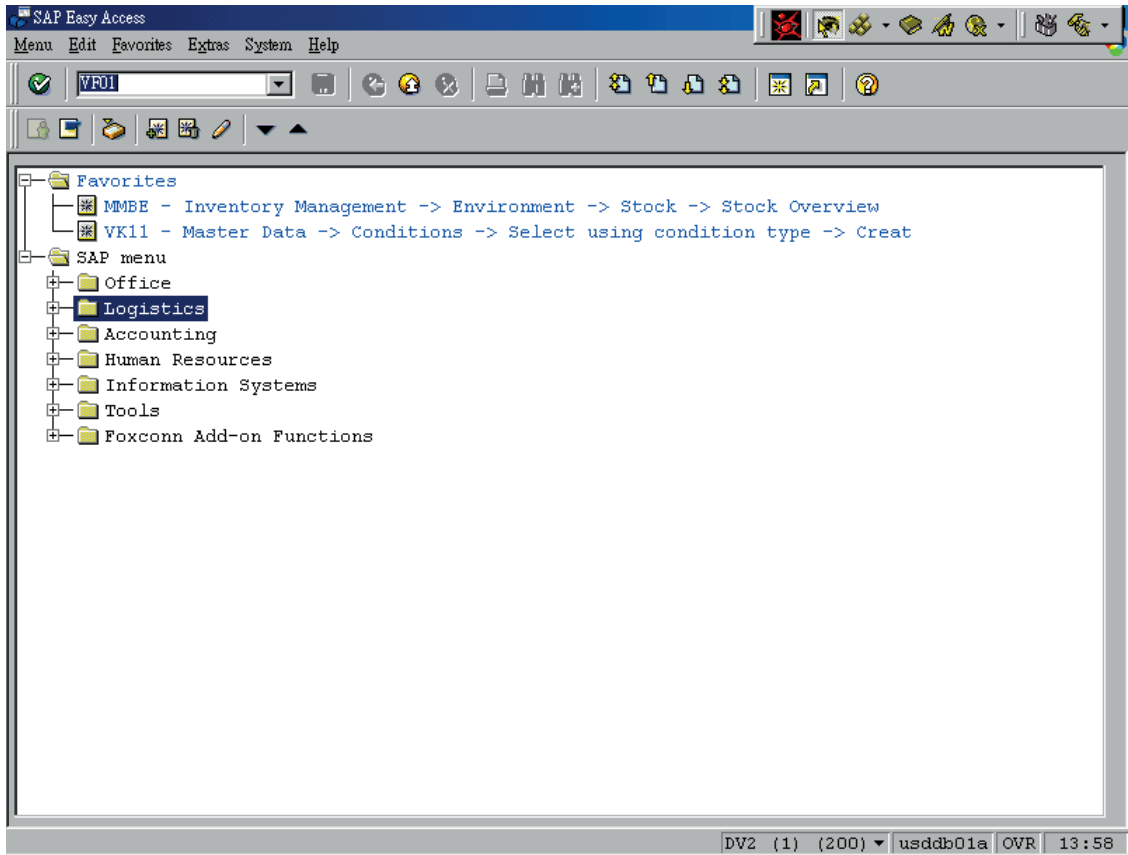 SAP Easy Access
Menu Edit Favorites Extras System Help
VF01
Favorites
MMBE - Inventory Management -> Environment -> Stock -> Stock Overview
VK11 - Master Data -> Conditions -> Select using condition type -> Creat
SAP menu
Office
Logistics
Accounting
Human Resources
Information Systems
Tools
Foxconn Add-on Functions
DV2 (1) (200) usddb01a OVR 13:58